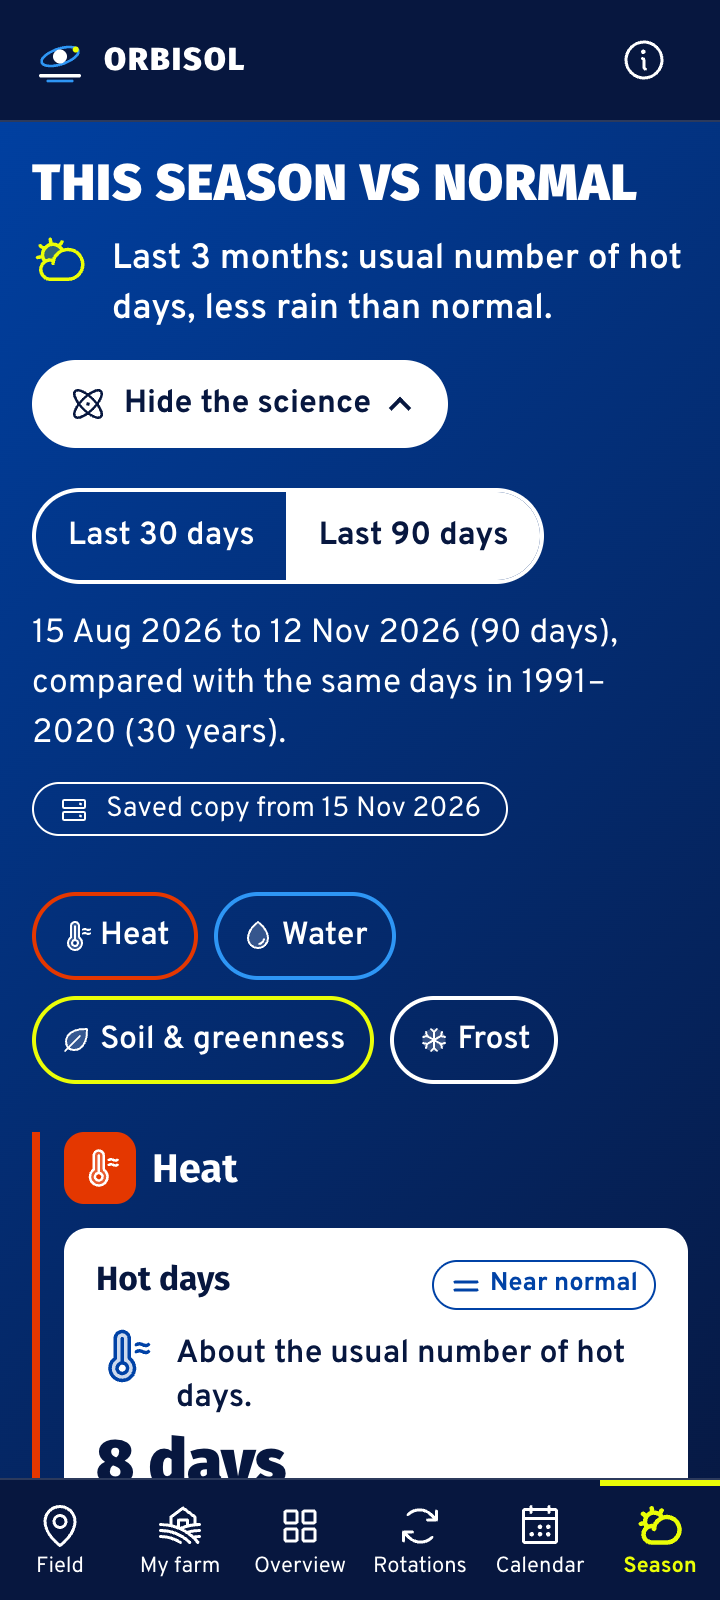 ORBISOL
THIS SEASON VS NORMAL
Last 3 months: usual number of hot
days, less rain than normal.
Hide the science
Last 30 days
Last 90 days
15 Aug 2026 to 12 Nov 2026 (90 days),
compared with the same days in 1991–
2020 (30 years).
Saved copy from 15 Nov 2026
Heat
Water
Soil & greenness
Frost
Heat
Hot days
Near normal
About the usual number of hot
days.
8 days
Field
My farm
Overview
Rotations
Calendar
Season